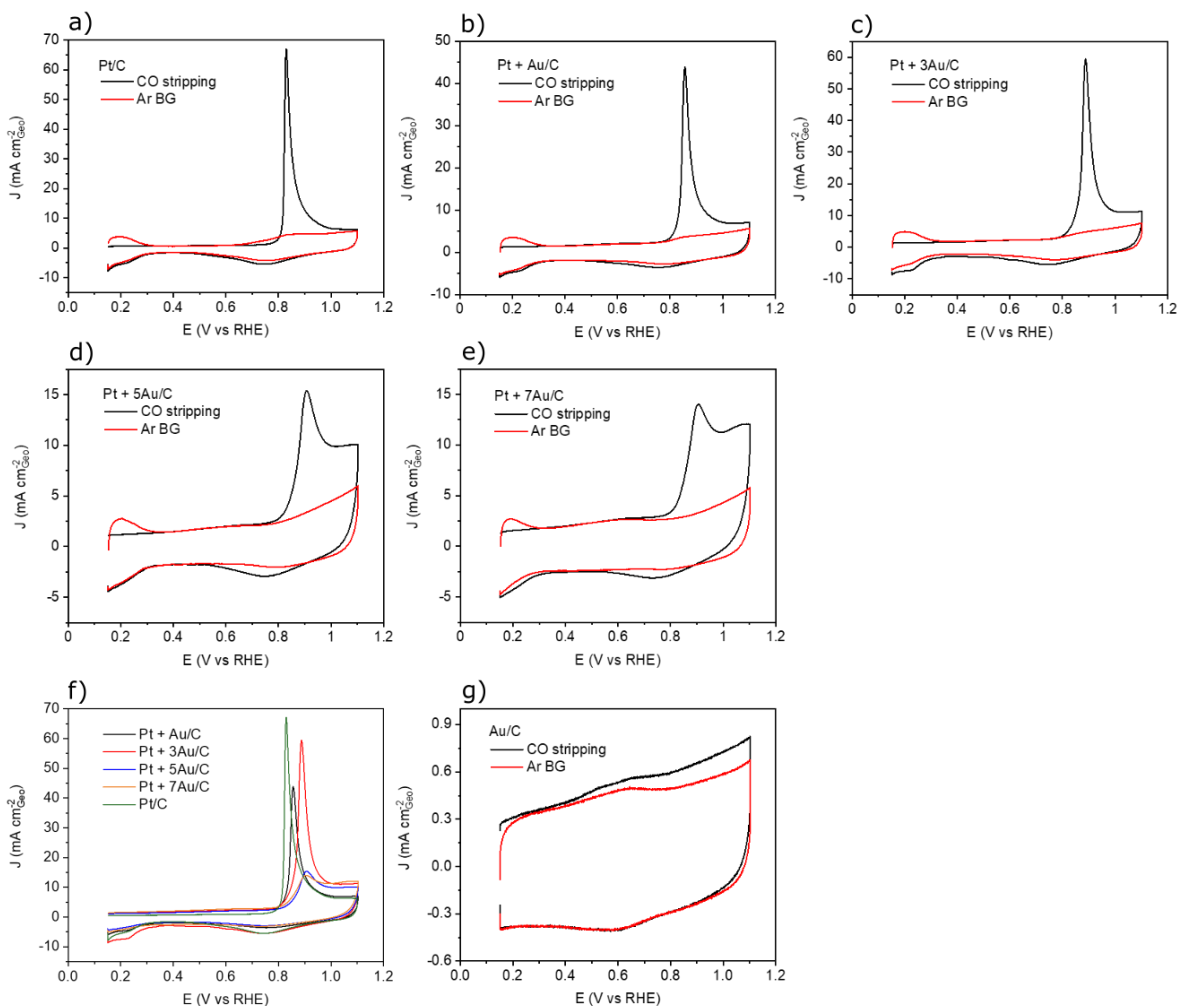 a)
70
60
50
40
30
20
10
0
-10
J (mA cm-2Geo)
Pt/C
CO stripping
Ar BG
0.0 0.2 0.4 0.6 0.8 1.0 1.2
E (V vs RHE)
b)
50
40
30
20
10
0
-10
J (mA cm-2Geo)
Pt + Au/C
CO stripping
Ar BG
0 0.2 0.4 0.6 0.8 1.0 1.2
E (V vs RHE)
c)
60
50
40
30
20
10
0
-10
J (mA cm-2Geo)
Pt + 3Au/C
CO stripping
Ar BG
0 0.2 0.4 0.6 0.8 1.0 1.2
E (V vs RHE)
d)
15
10
5
0
-5
J (mA cm-2Geo)
Pt + 5Au/C
CO stripping
Ar BG
0 0.2 0.4 0.6 0.8 1.0 1.2
E (V vs RHE)
e)
15
10
5
0
-5
J (mA cm-2Geo)
Pt + 7Au/C
CO stripping
Ar BG
0 0.2 0.4 0.6 0.8 1.0 1.2
E (V vs RHE)
f)
70
60
50
40
30
20
10
0
-10
J (mA cm-2Geo)
Pt + Au/C
Pt + 3Au/C
Pt + 5Au/C
Pt + 7Au/C
Pt/C
0.0 0.2 0.4 0.6 0.8 1.0 1.2
E (V vs RHE)
g)
0.9
0.6
0.3
0.0
-0.3
-0.6
J (mA cm-2Geo)
Au/C
CO stripping
Ar BG
0.0 0.2 0.4 0.6 0.8 1.0 1.2
E (V vs RHE)